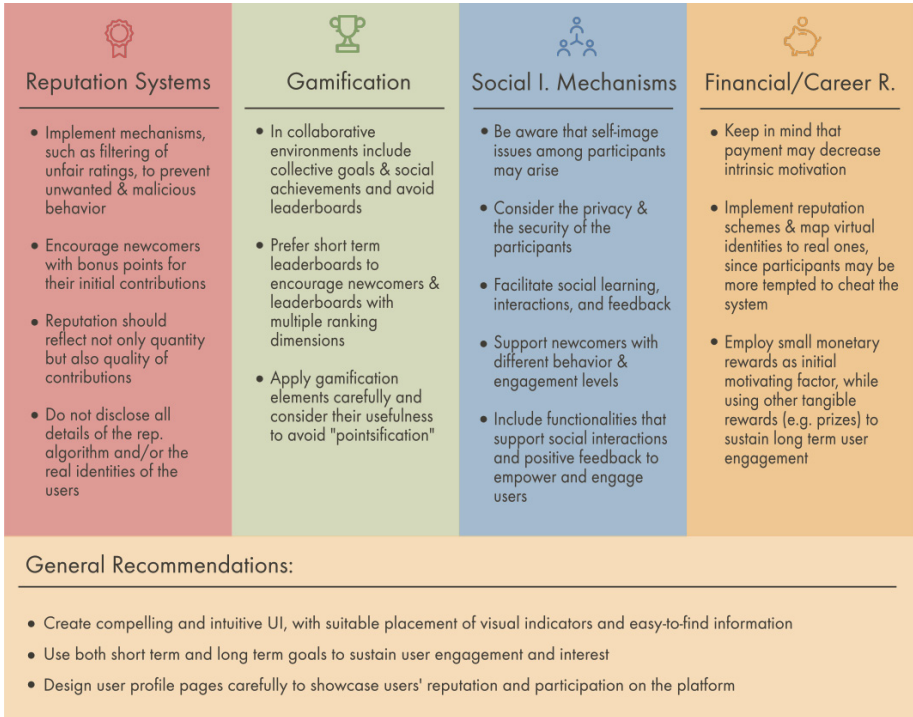 Reputation Systems
• Implement mechanisms,
such as filtering of
unfair ratings, to prevent
unwanted & malicious
behavior
• Encourage newcomers
with bonus points for
their initial contributions
• Reputation should
reflect not only quantity
but also quality of
contributions
• Do not disclose all
details of the rep.
algorithm and/or the
real identities of the
users
Gamification
• In collaborative
environments include
collective goals & social
achievements and avoid
leaderboards
• Prefer short term
leaderboards to
encourage newcomers &
leaderboards with
multiple ranking
dimensions
• Apply gamification
elements carefully and
consider their usefulness
to avoid "pointsification"
Social I. Mechanisms
• Be aware that self-image
issues among participants
may arise
• Consider the privacy &
the security of the
participants
• Facilitate social learning,
interactions, and feedback
• Support newcomers with
different behavior &
engagement levels
• Include functionalities that
support social interactions
and positive feedback to
empower and engage
users
Financial/Career R.
• Keep in mind that
payment may decrease
intrinsic motivation
• Implement reputation
schemes & map virtual
identities to real ones,
since participants may be
more tempted to cheat the
system
• Employ small monetary
rewards as initial
motivating factor, while
using other tangible
rewards (e.g. prizes) to
sustain long term user
engagement
General Recommendations:
• Create compelling and intuitive UI, with suitable placement of visual indicators and easy-to-find information
• Use both short term and long term goals to sustain user engagement and interest
• Design user profile pages carefully to showcase users' reputation and participation on the platform